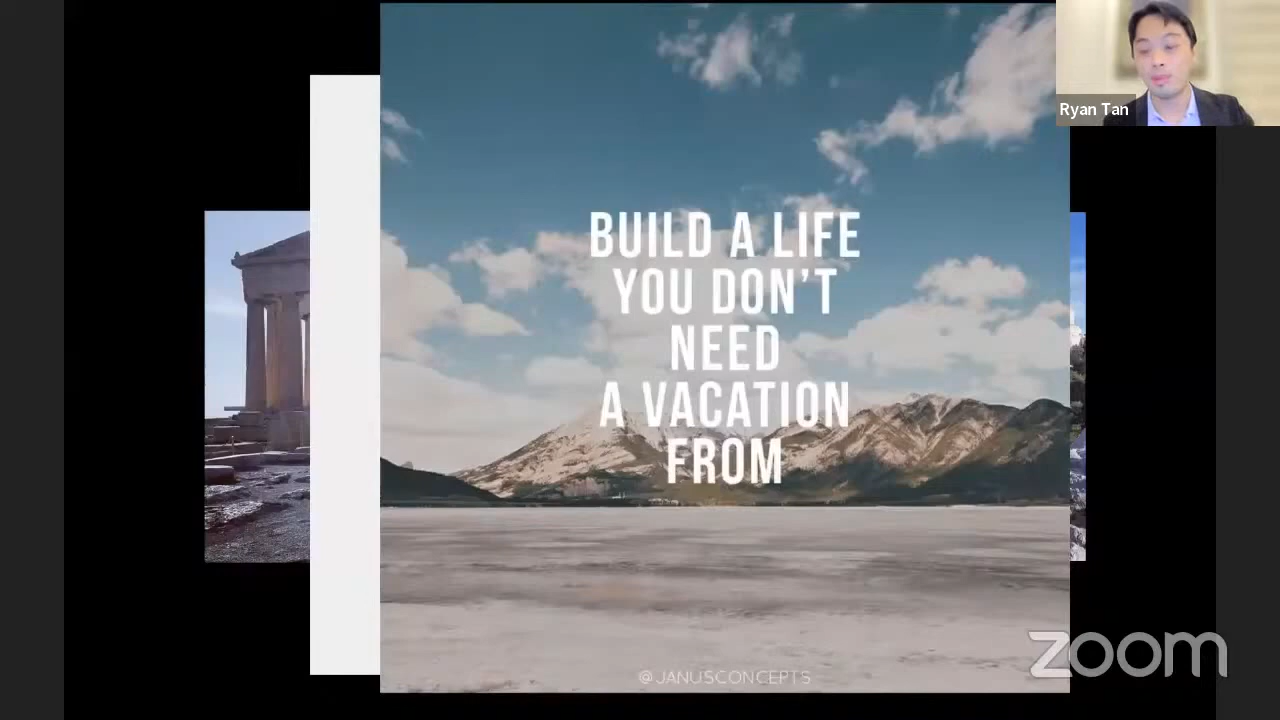 Ryan Tan
BUILD A LIFE
YOU DON'T
NEED
A VACATION
FROM
@JANUSCONCEPTS
zoom